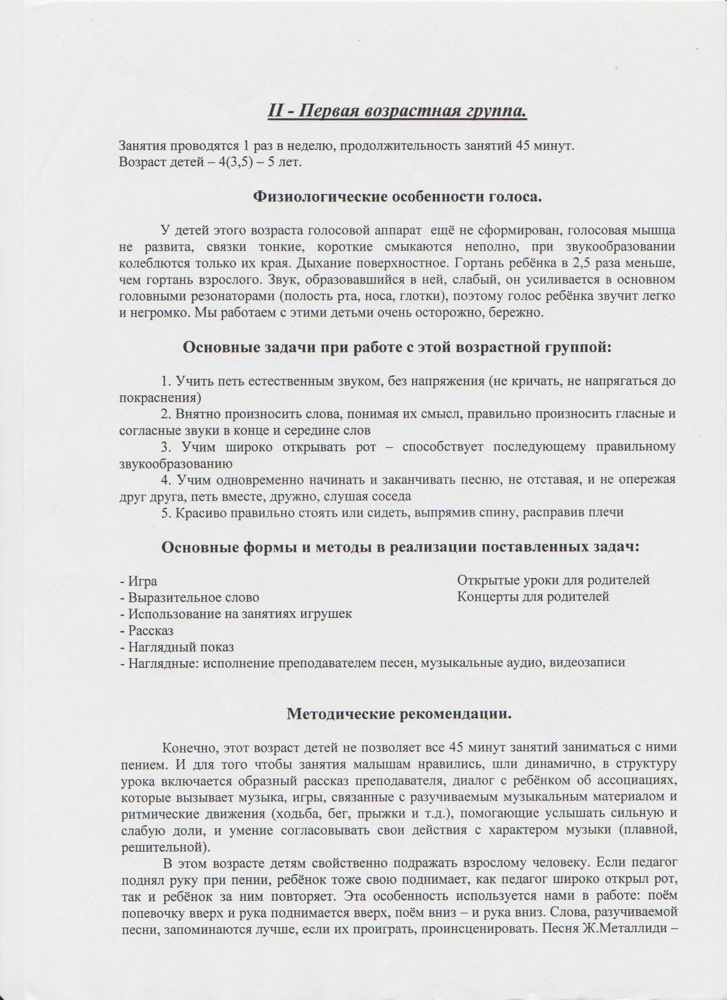 II - Первая возрастная группа.
Занятия проводятся 1 раз в неделю, продолжительность занятий 45 минут.
Возраст детей – 4(3,5) – 5 лет.
Физиологические особенности голоса.
У детей этого возраста голосовой аппарат ещё не сформирован, голосовая мышца
не развита, связки тонкие, короткие смыкаются неполно, при звукообразовании
колеблются только их края. Дыхание поверхностное. Гортань ребёнка в 2,5 раза меньше,
чем гортань взрослого. Звук, образовавшийся в ней, слабый, он усиливается в основном
головными резонаторами (полость рта, носа, глотки), поэтому голос ребёнка звучит легко
и негромко. Мы работаем с этими детьми очень осторожно, бережно.
Основные задачи при работе с этой возрастной группой:
1. Учить петь естественным звуком, без напряжения (не кричать, не напрягаться до
покраснения)
2. Внятно произносить слова, понимая их смысл, правильно произносить гласные и
согласные звуки в конце и середине слов
3. Учим широко открывать рот – способствует последующему правильному
звукообразованию
4. Учим одновременно начинать и заканчивать песню, не отставая, и не опережая
друг друга, петь вместе, дружно, слушая соседа
5. Красиво правильно стоять или сидеть, выпрямив спину, расправив плечи
Основные формы и методы в реализации поставленных задач:
- Игра
- Выразительное слово
- Использование на занятиях игрушек
- Рассказ
- Наглядный показ
- Наглядные: исполнение преподавателем песен, музыкальные аудио, видеозаписи
Открытые уроки для родителей
Концерты для родителей
Методические рекомендации.
Конечно, этот возраст детей не позволяет все 45 минут занятий заниматься с ними
пением. И для того чтобы занятия малышам нравились, шли динамично, в структуру
урока включается образный рассказ преподавателя, диалог с ребёнком об ассоциациях,
которые вызывает музыка, игры, связанные с разучиваемым музыкальным материалом и
ритмические движения (ходьба, бег, прыжки и т.д.), помогающие услышать сильную и
слабую доли, и умение согласовывать свои действия с характером музыки (плавной,
решительной).
В этом возрасте детям свойственно подражать взрослому человеку. Если педагог
поднял руку при пении, ребёнок тоже свою поднимает, как педагог широко открыл рот,
так и ребёнок за ним повторяет. Эта особенность используется нами в работе: поём
попевочку вверх и рука поднимается вверх, поём вниз – и рука вниз. Слова, разучиваемой
песни, запоминаются лучше, если их проиграть, проинсценировать. Песня Ж.Металлиди –